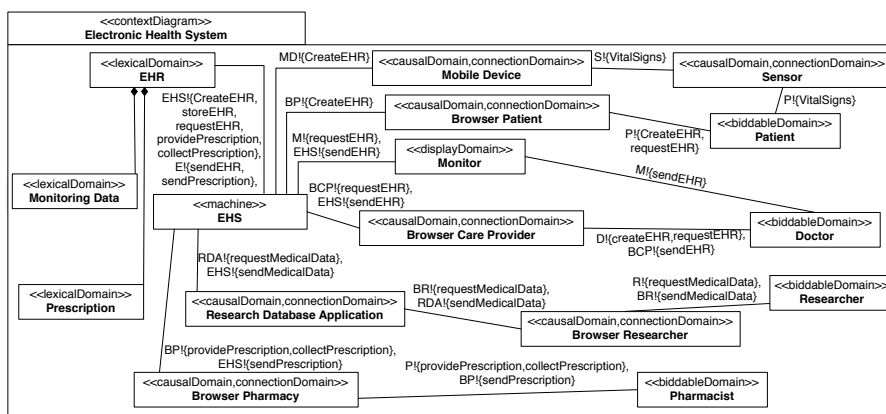 <<contextDiagram>>
Electronic Health System
<<lexicalDomain>>
EHR
MD!{CreateEHR}
<<causalDomain,connectionDomain>>
Mobile Device
S!{VitalSigns}
<<causalDomain,connectionDomain>>
Sensor
EHS!{CreateEHR,
storeEHR,
requestEHR,
providePrescription,
collectPrescription},
E!{sendEHR,
sendPrescription},
BP!{CreateEHR}
<<causalDomain,connectionDomain>>
Browser Patient
P!{VitalSigns}
P!{CreateEHR,
requestEHR}
<<biddableDomain>>
Patient
M!{requestEHR},
EHS!{sendEHR}
<<displayDomain>>
Monitor
M!{sendEHR}
<<lexicalDomain>>
Monitoring Data
<<machine>>
EHS
BCP!{requestEHR},
EHS!{sendEHR}
<<causalDomain,connectionDomain>>
Browser Care Provider
D!{createEHR,requestEHR},
BCP!{sendEHR}
<<biddableDomain>>
Doctor
RDA!{requestMedicalData},
EHS!{sendMedicalData}
<<lexicalDomain>>
Prescription
<<causalDomain,connectionDomain>>
Research Database Application
BR!{requestMedicalData},
RDA!{sendMedicalData}
<<causalDomain,connectionDomain>>
Browser Researcher
R!{requestMedicalData},
BR!{sendMedicalData}
<<biddableDomain>>
Researcher
BP!{providePrescription,collectPrescription},
EHS!{sendPrescription}
<<causalDomain,connectionDomain>>
Browser Pharmacy
P!{providePrescription,collectPrescription},
BP!{sendPrescription}
<<biddableDomain>>
Pharmacist